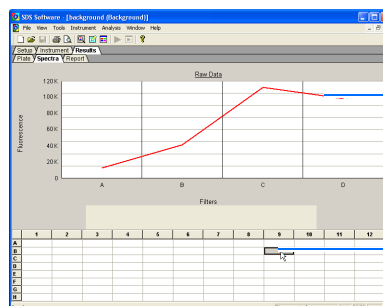 SDS Software - [background (Background)]
File View Tools Instrument Analysis Window Help
Setup Instrument Results
Plate Spectra Report
Raw Data
120K
100K
80K
60K
40K
20K
0
Fluorescence
A B C D
Filters
1 2 3 4 5 6 7 8 9 10 11 12
A
B
C
D
E
F
G
H